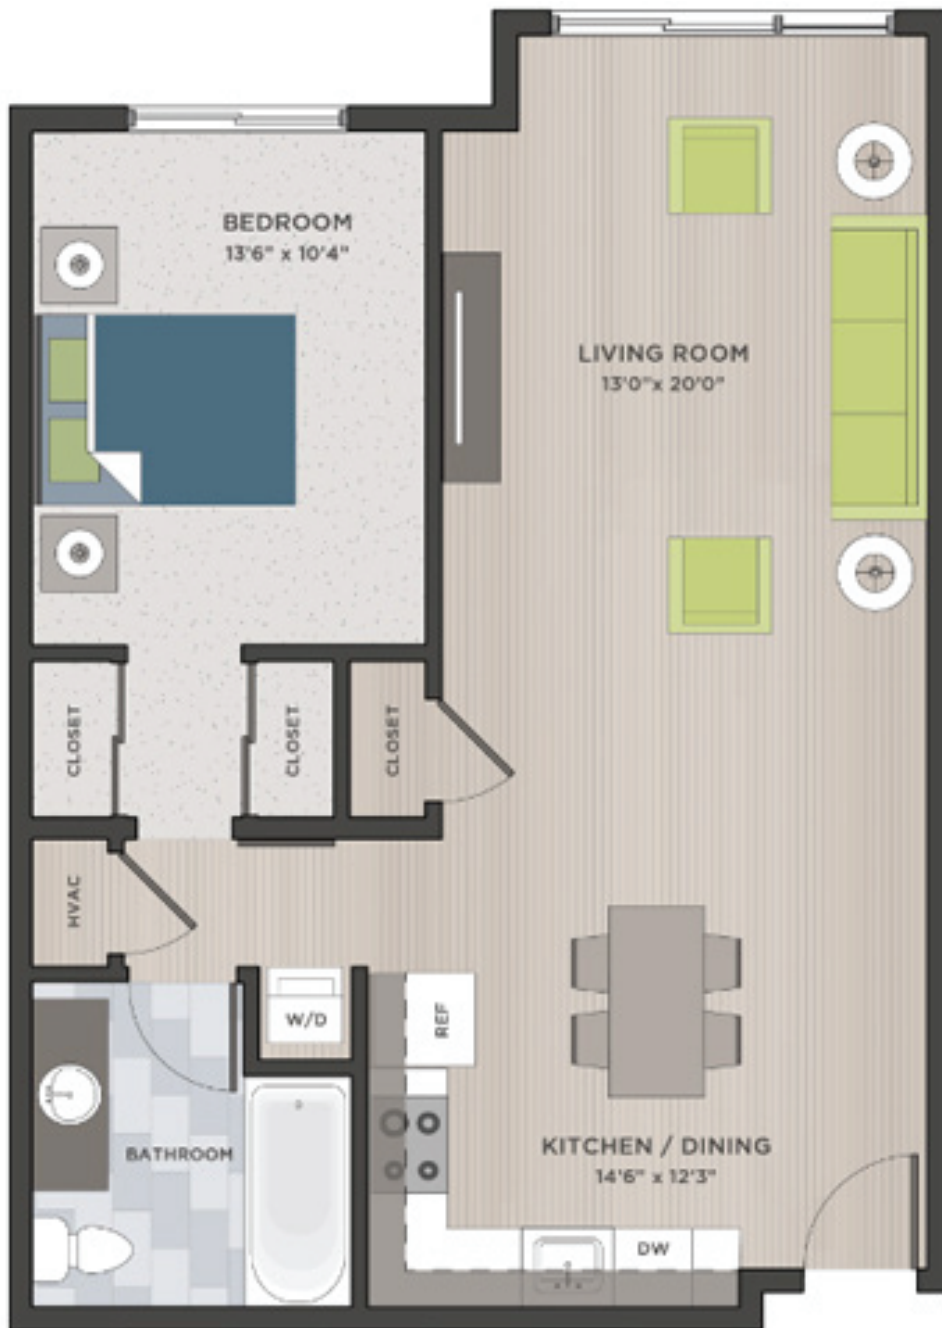 BEDROOM
13'6" x 10'4"
LIVING ROOM
13'0"x 20'0"
CLOSET
CLOSET
CLOSET
HVAC
W/D
REF
BATHROOM
KITCHEN / DINING
14'6" x 12'3"
DW